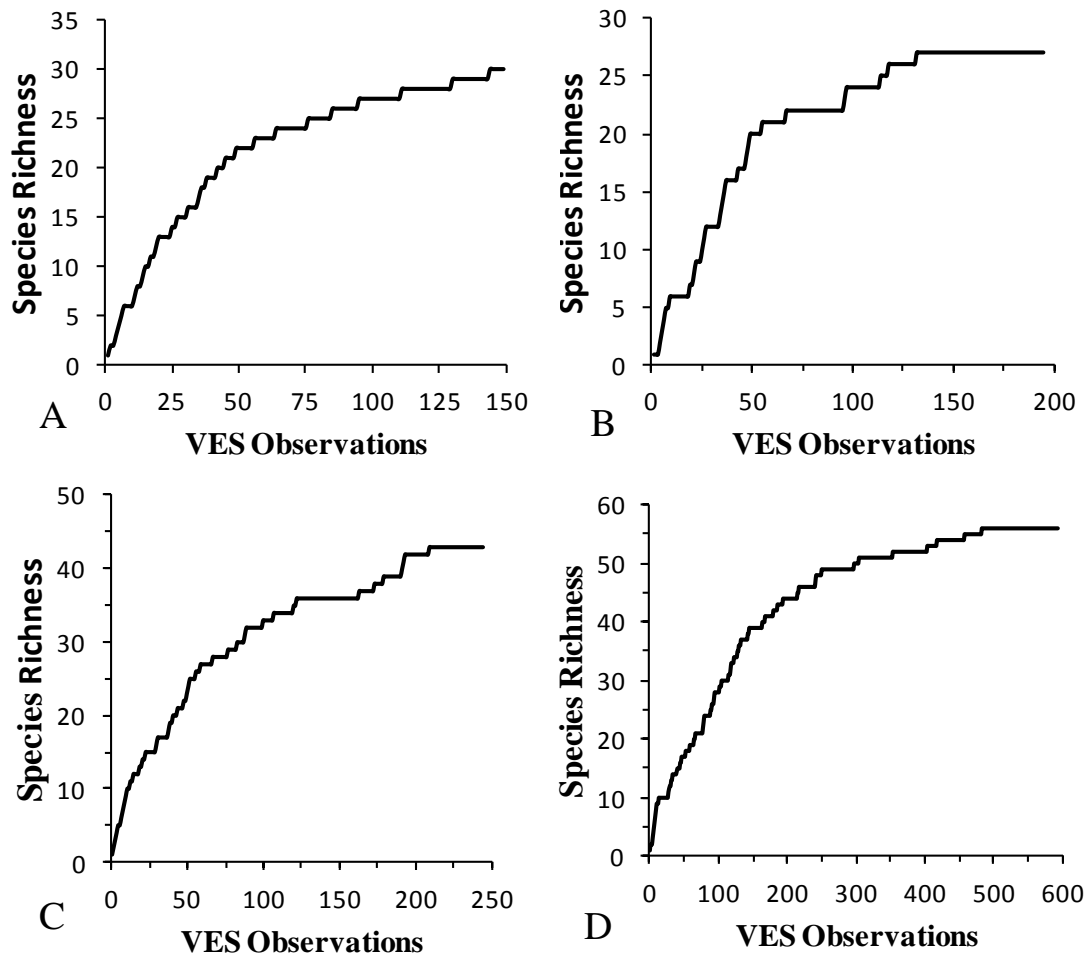 35
30
25
20
15
10
5
0
Species Richness
0 25 50 75 100 125 150
VES Observations
A
30
25
20
15
10
5
0
Species Richness
0 50 100 150 200
VES Observations
B
50
40
30
20
10
0
Species Richness
0 50 100 150 200 250
VES Observations
C
60
50
40
30
20
10
0
Species Richness
0 100 200 300 400 500 600
VES Observations
D